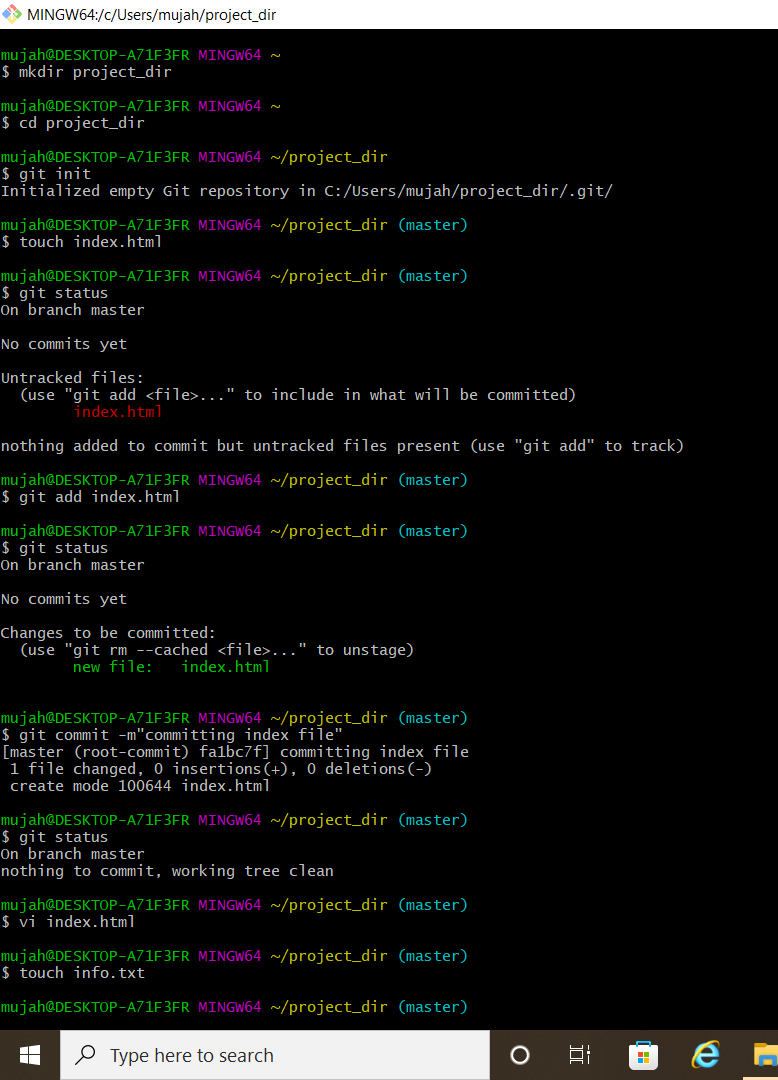 MINGW64:/c/Users/mujah/project_dir
mujah@DESKTOP-A71F3FR MINGW64 ~
$ mkdir project_dir
mujah@DESKTOP-A71F3FR MINGW64 ~
$ cd project_dir
mujah@DESKTOP-A71F3FR MINGW64 ~/project_dir
$ git init
Initialized empty Git repository in C:/Users/mujah/project_dir/.git/
mujah@DESKTOP-A71F3FR MINGW64 ~/project_dir (master)
$ touch index.html
mujah@DESKTOP-A71F3FR MINGW64 ~/project_dir (master)
$ git status
On branch master
No commits yet
Untracked files:
  (use "git add <file>..." to include in what will be committed)
        index.html
nothing added to commit but untracked files present (use "git add" to track)
mujah@DESKTOP-A71F3FR MINGW64 ~/project_dir (master)
$ git add index.html
mujah@DESKTOP-A71F3FR MINGW64 ~/project_dir (master)
$ git status
On branch master
No commits yet
Changes to be committed:
  (use "git rm --cached <file>..." to unstage)
        new file:   index.html
mujah@DESKTOP-A71F3FR MINGW64 ~/project_dir (master)
$ git commit -m"committing index file"
[master (root-commit) fa1bc7f] committing index file
 1 file changed, 0 insertions(+), 0 deletions(-)
 create mode 100644 index.html
mujah@DESKTOP-A71F3FR MINGW64 ~/project_dir (master)
$ git status
On branch master
nothing to commit, working tree clean
mujah@DESKTOP-A71F3FR MINGW64 ~/project_dir (master)
$ vi index.html
mujah@DESKTOP-A71F3FR MINGW64 ~/project_dir (master)
$ touch info.txt
mujah@DESKTOP-A71F3FR MINGW64 ~/project_dir (master)
Type here to search